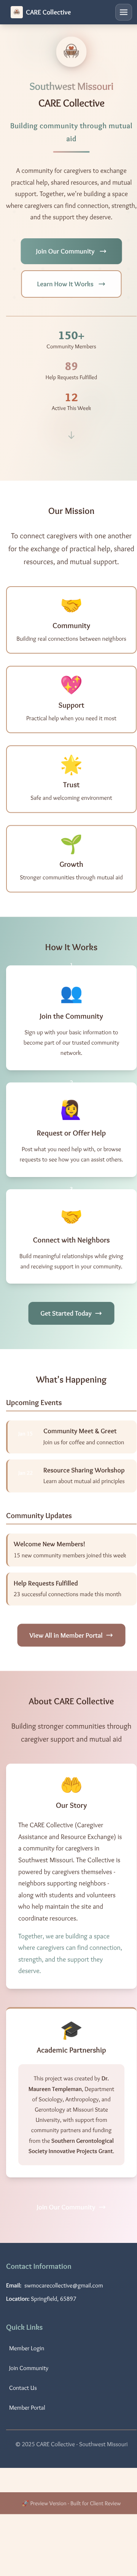 CARE Collective
Southwest Missouri
CARE Collective
Building community through mutual
aid
A community for caregivers to exchange
practical help, shared resources, and mutual
support. Together, we're building a space
where caregivers can find connection, strength,
and the support they deserve.
Join Our Community →
Learn How It Works →
150+
Community Members
89
Help Requests Fulfilled
12
Active This Week
↓
Our Mission
To connect caregivers with one another
for the exchange of practical help, shared
resources, and mutual support.
Community
Building real connections between neighbors
Support
Practical help when you need it most
Trust
Safe and welcoming environment
Growth
Stronger communities through mutual aid
How It Works
Join the Community
Sign up with your basic information to
become part of our trusted community
network.
Request or Offer Help
Post what you need help with, or browse
requests to see how you can assist others.
Connect with Neighbors
Build meaningful relationships while giving
and receiving support in your community.
Get Started Today →
What's Happening
Upcoming Events
Community Meet & Greet
Join us for coffee and connection
Resource Sharing Workshop
Learn about mutual aid principles
Community Updates
Welcome New Members!
15 new community members joined this week
Help Requests Fulfilled
23 successful connections made this month
View All in Member Portal →
About CARE Collective
Building stronger communities through
caregiver support and mutual aid
Our Story
The CARE Collective (Caregiver
Assistance and Resource Exchange) is
a community for caregivers in
Southwest Missouri. The Collective is
powered by caregivers themselves -
neighbors supporting neighbors -
along with students and volunteers
who help maintain the site and
coordinate resources.
Together, we are building a space
where caregivers can find connection,
strength, and the support they
deserve.
Academic Partnership
This project was created by Dr.
Maureen Templeman, Department
of Sociology, Anthropology, and
Gerontology at Missouri State
University, with support from
community partners and funding
from the Southern Gerontological
Society Innovative Projects Grant.
Join Our Community →
Contact Information
Email: swmocarecollective@gmail.com
Location: Springfield, 65897
Quick Links
Member Login
Join Community
Contact Us
Member Portal
© 2025 CARE Collective - Southwest Missouri
Preview Version - Built for Client Review